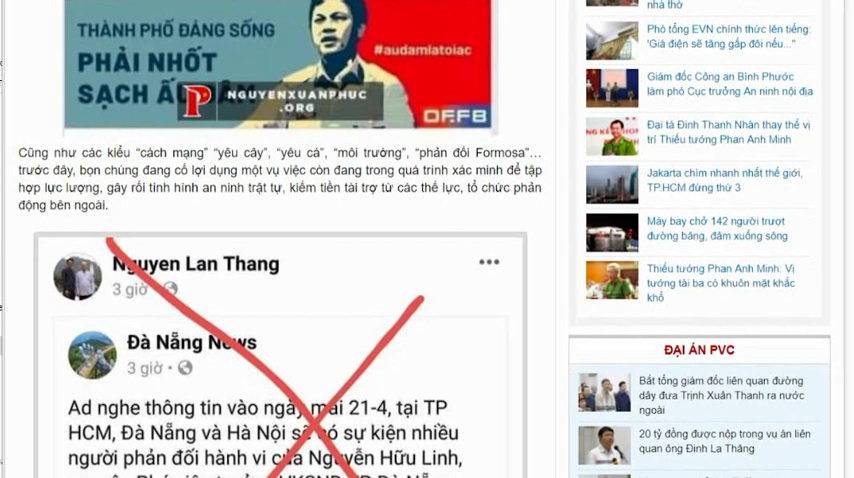 THÀNH PHỐ ĐÁNG SỐNG
PHẢI NHỐT
SẠCH ẤU DÂM
#audamlatoiac
NGUYENXUANPHUC
.ORG
OFFB
Cũng như các kiểu “cách mạng” “yêu cây”, “yêu cá”, “môi trường”, “phản đối Formosa”…
trước đây, bọn chúng đang cố lợi dụng một vụ việc còn đang trong quá trình xác minh để tập
hợp lực lượng, gây rối tình hình an ninh trật tự, kiếm tiền tài trợ từ các thế lực, tổ chức phản
động bên ngoài.
Nguyen Lan Thang
3 giờ
Đà Nẵng News
3 giờ
Ad nghe thông tin vào ngày mai 21-4, tại TP
HCM, Đà Nẵng và Hà Nội sẽ có sự kiện nhiều
người phản đối hành vi của Nguyễn Hữu Linh,
nhà thờ
Phó tổng EVN chính thức lên tiếng:
'Giá điện sẽ tăng gấp đôi nếu..."
Giám đốc Công an Bình Phước
làm phó Cục trưởng An ninh nội địa
Đại tá Đinh Thanh Nhàn thay thế vị
trí Thiếu tướng Phan Anh Minh
Jakarta chìm nhanh nhất thế giới,
TP.HCM đứng thứ 3
Máy bay chở 142 người trượt
đường băng, đâm xuống sông
Thiếu tướng Phan Anh Minh: Vị
tướng tài ba có khuôn mặt khắc
khổ
ĐẠI ÁN PVC
Bắt tổng giám đốc liên quan đường
dây đưa Trịnh Xuân Thanh ra nước
ngoài
20 tỷ đồng được nộp trong vụ án liên
quan ông Đinh La Thăng